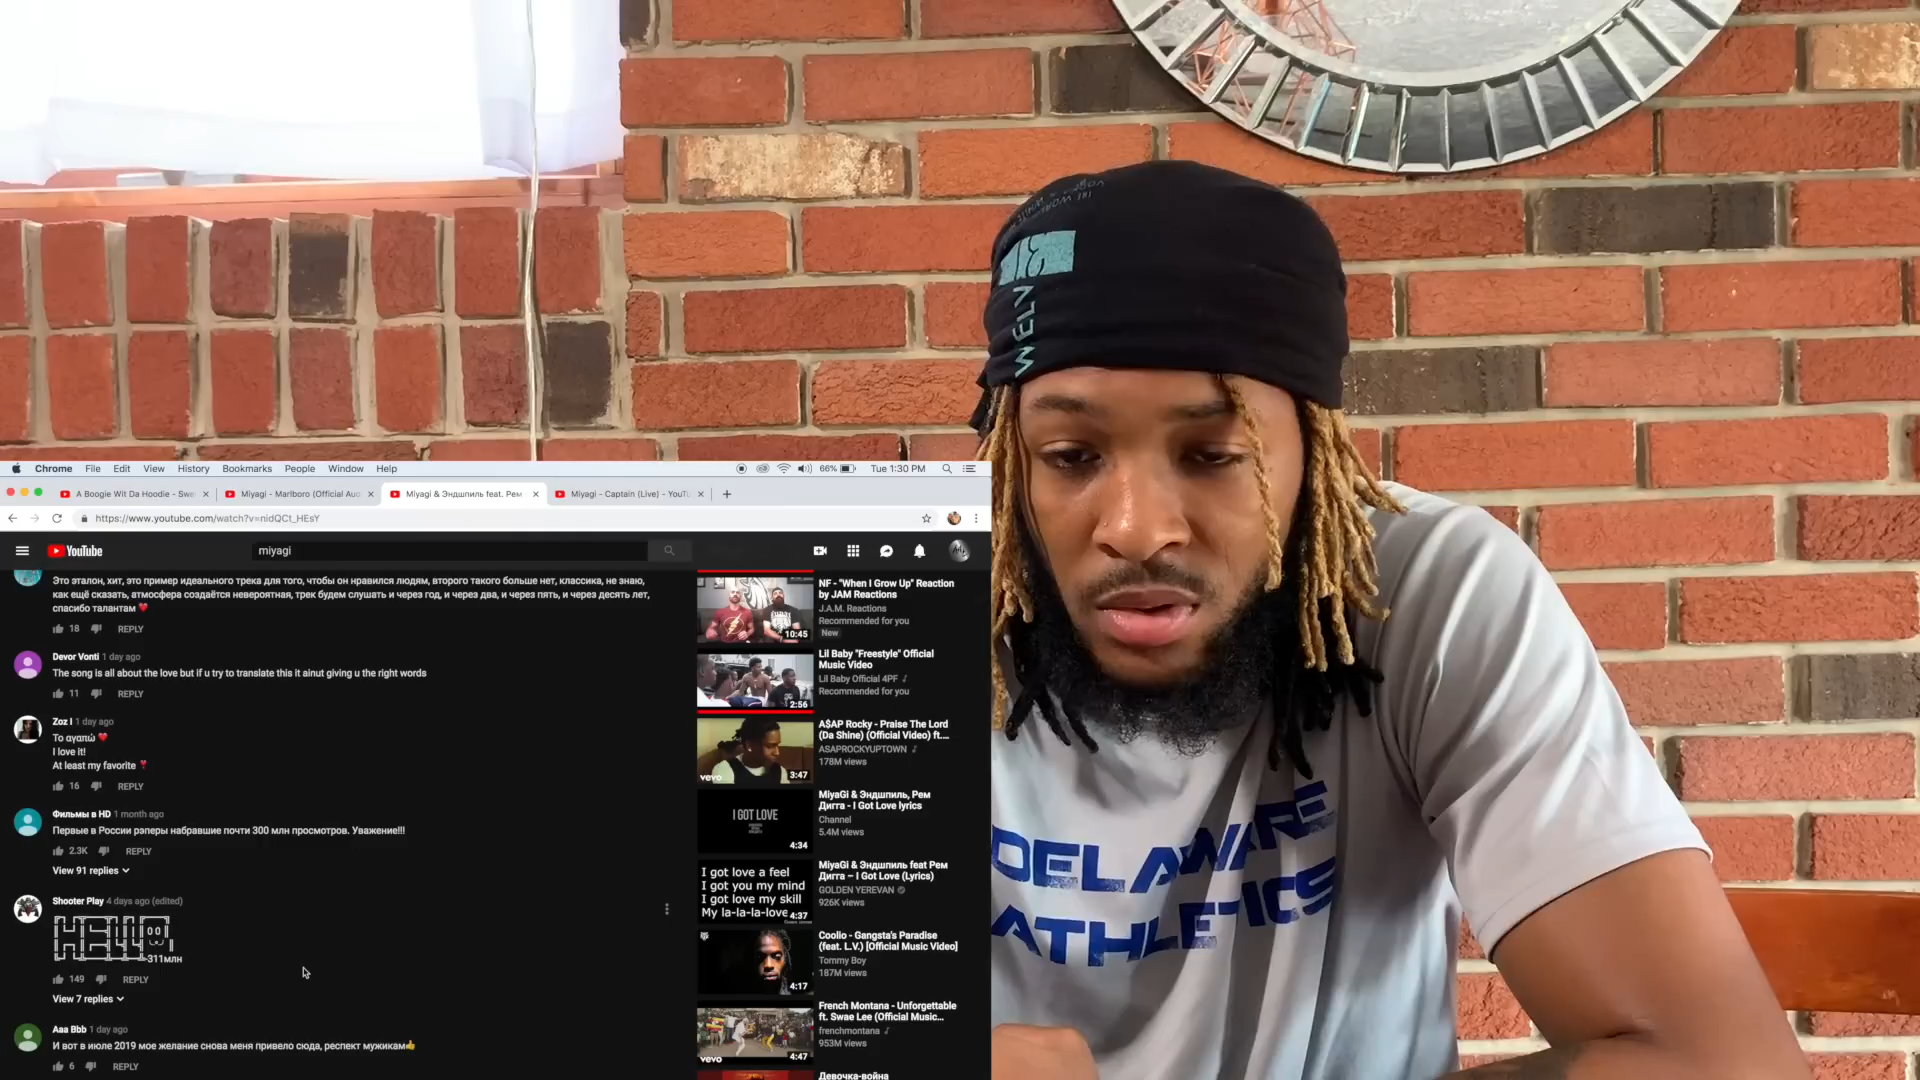 Chrome File Edit View History Bookmarks People Window Help 66% Tue 1:30 PM
A Boogie Wit Da Hoodie - Swe
Miyagi - Marlboro (Official Aud
Miyagi & Эндшпиль feat. Рем
Miyagi - Captain (Live) - YouTu
https://www.youtube.com/watch?v=nidQCt_HEsY
YouTube
miyagi
Это эталон, хит, это пример идеального трека для того, чтобы он нравился людям, второго такого больше нет, классика, не знаю,
как ещё сказать, атмосфера создаётся невероятная, трек будем слушать и через год, и через два, и через пять, и через десять лет,
спасибо талантам ❤️
18 REPLY
Devor Vonti 1 day ago
The song is all about the love but if u try to translate this it ainut giving u the right words
11 REPLY
Zoz I 1 day ago
Το αγαπώ ❤️
I love it!
At least my favorite ❣️
16 REPLY
Фильмы в HD 1 month ago
Первые в России рэперы набравшие почти 300 млн просмотров. Уважение!!!
2.3K REPLY
View 91 replies
Shooter Play 4 days ago (edited)
-311млн
149 REPLY
View 7 replies
Aaa Bbb 1 day ago
И вот в июле 2019 мое желание снова меня привело сюда, респект мужикам👍
6 REPLY
10:45
NF - "When I Grow Up" Reaction
by JAM Reactions
J.A.M. Reactions
Recommended for you
New
2:56
Lil Baby "Freestyle" Official
Music Video
Lil Baby Official 4PF
Recommended for you
vevo
3:47
A$AP Rocky - Praise The Lord
(Da Shine) (Official Video) ft....
ASAPROCKYUPTOWN
178M views
I GOT LOVE
4:34
MiyaGi & Эндшпиль, Рем
Дигга - I Got Love lyrics
Channel
5.4M views
I got love a feel
I got you my mind
I got love my skill
My la-la-la-love
4:37
MiyaGi & Эндшпиль feat Рем
Дигга – I Got Love (Lyrics)
GOLDEN YEREVAN
926K views
4:17
Coolio - Gangsta's Paradise
(feat. L.V.) [Official Music Video]
Tommy Boy
187M views
vevo
4:47
French Montana - Unforgettable
ft. Swae Lee (Official Music...
frenchmontana
953M views
Девочка-война
WELV
DELAWARE
ATHLETICS